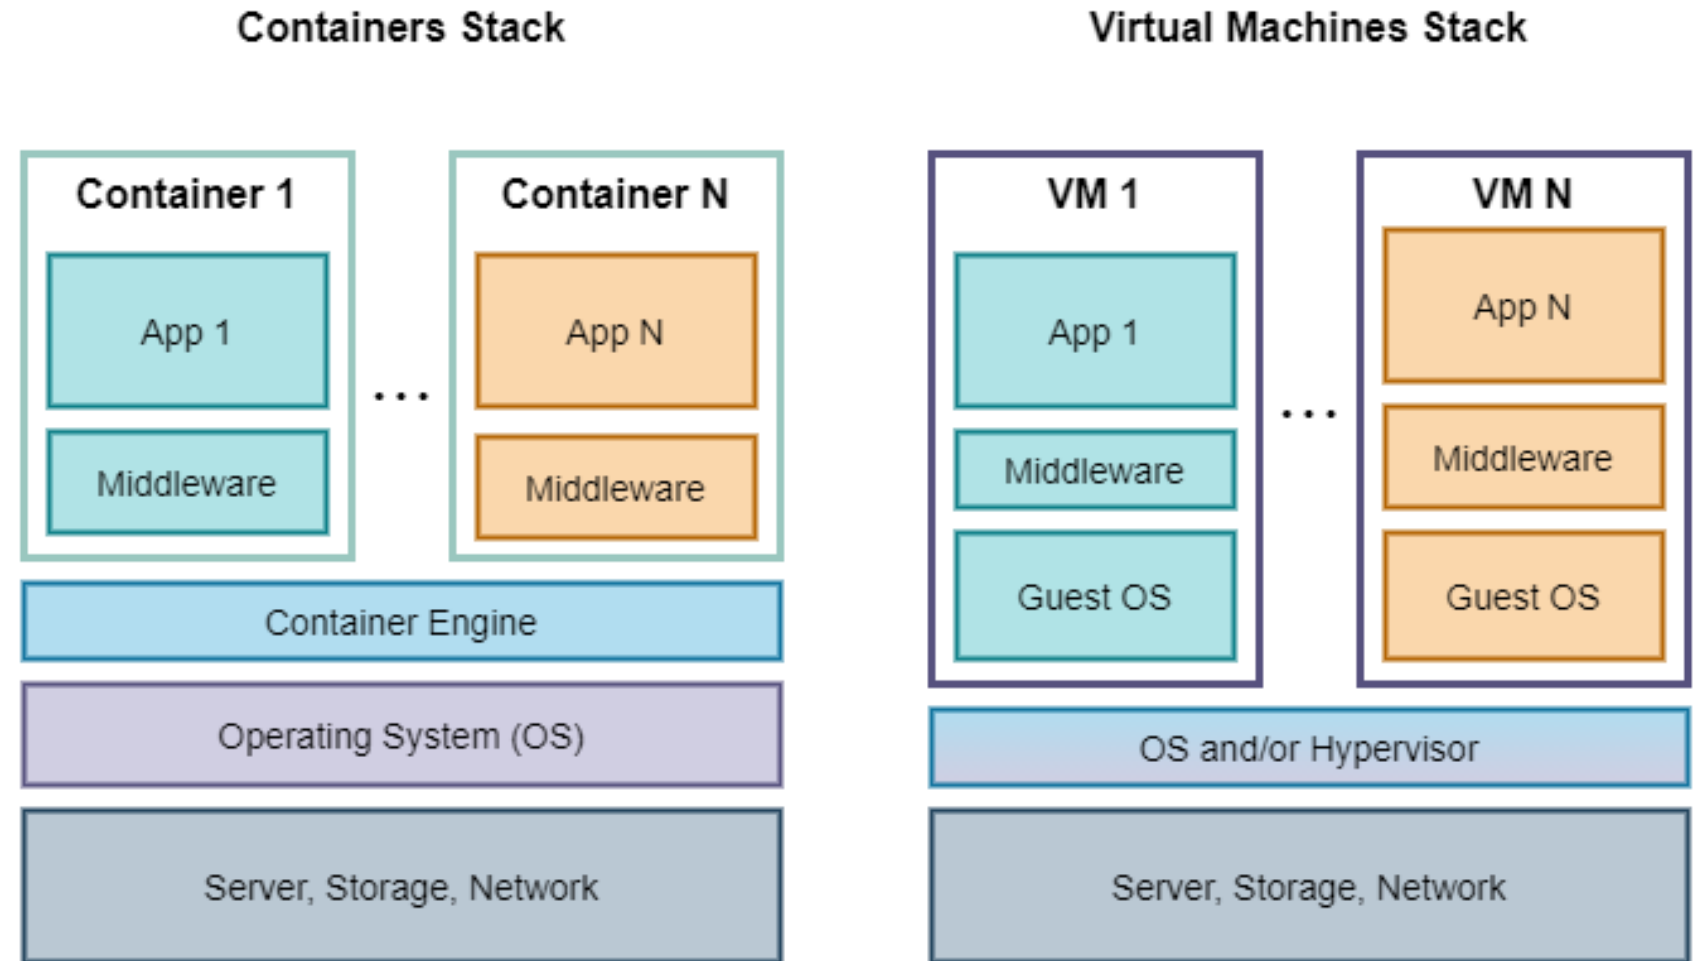 Containers Stack
Container 1
App 1
Middleware
...
Container N
App N
Middleware
Container Engine
Operating System (OS)
Server, Storage, Network
Virtual Machines Stack
VM 1
App 1
Middleware
Guest OS
...
VM N
App N
Middleware
Guest OS
OS and/or Hypervisor
Server, Storage, Network